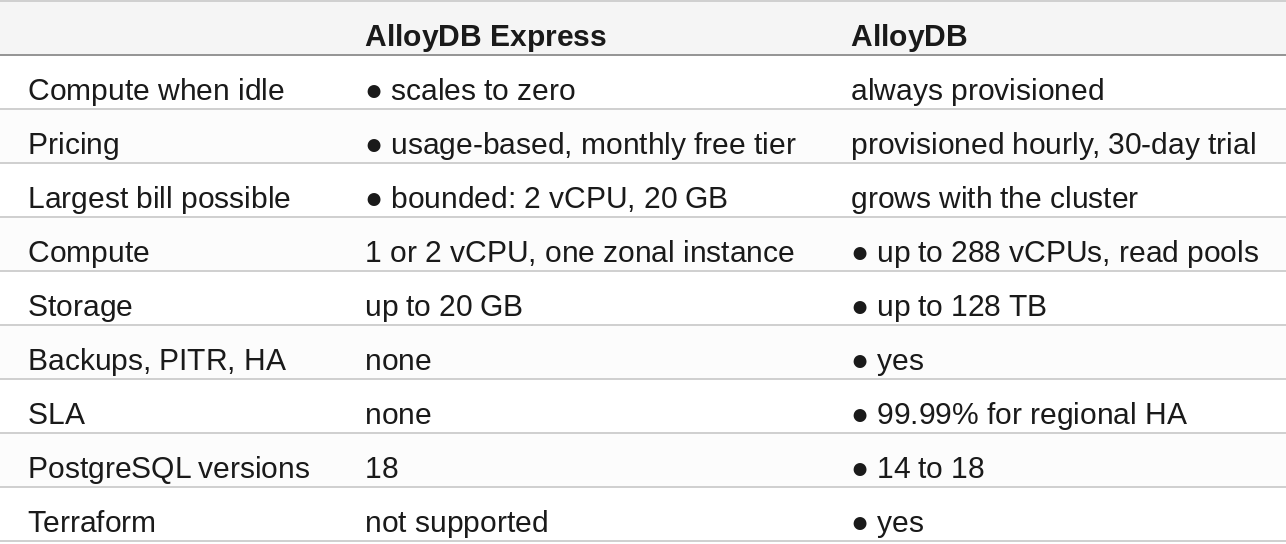 AlloyDB Express AlloyDB
Compute when idle ● scales to zero always provisioned
Pricing ● usage-based, monthly free tier provisioned hourly, 30-day trial
Largest bill possible ● bounded: 2 vCPU, 20 GB grows with the cluster
Compute 1 or 2 vCPU, one zonal instance ● up to 288 vCPUs, read pools
Storage up to 20 GB ● up to 128 TB
Backups, PITR, HA none ● yes
SLA none ● 99.99% for regional HA
PostgreSQL versions 18 ● 14 to 18
Terraform not supported ● yes